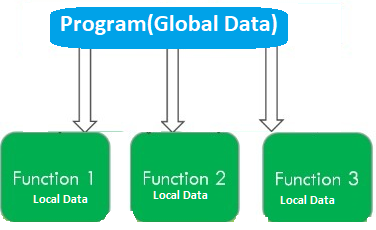 Program(Global Data)
Function 1
Local Data
Function 2
Local Data
Function 3
Local Data